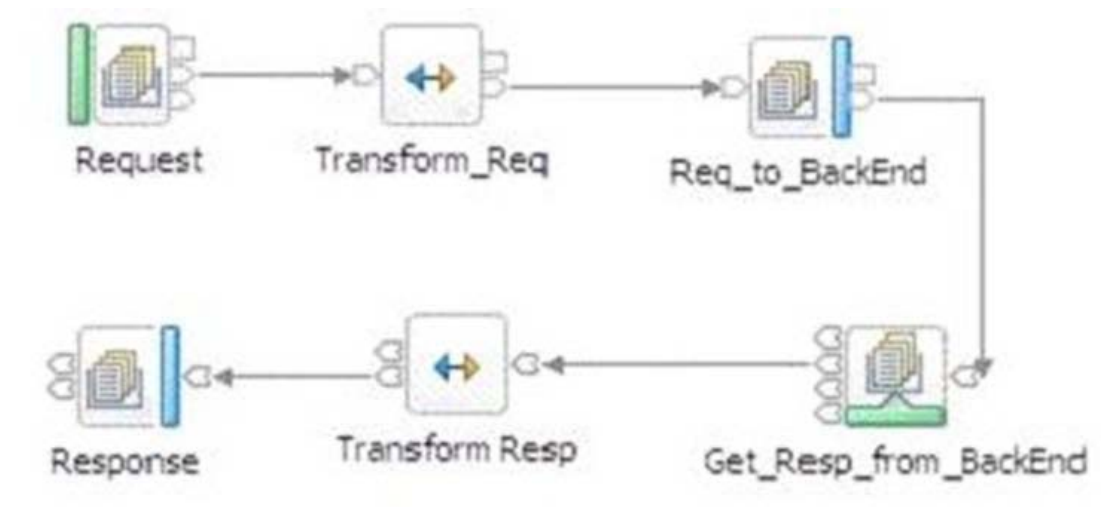 Request
Transform_Req
Req_to_BackEnd
Response
Transform Resp
Get_Resp_from_BackEnd